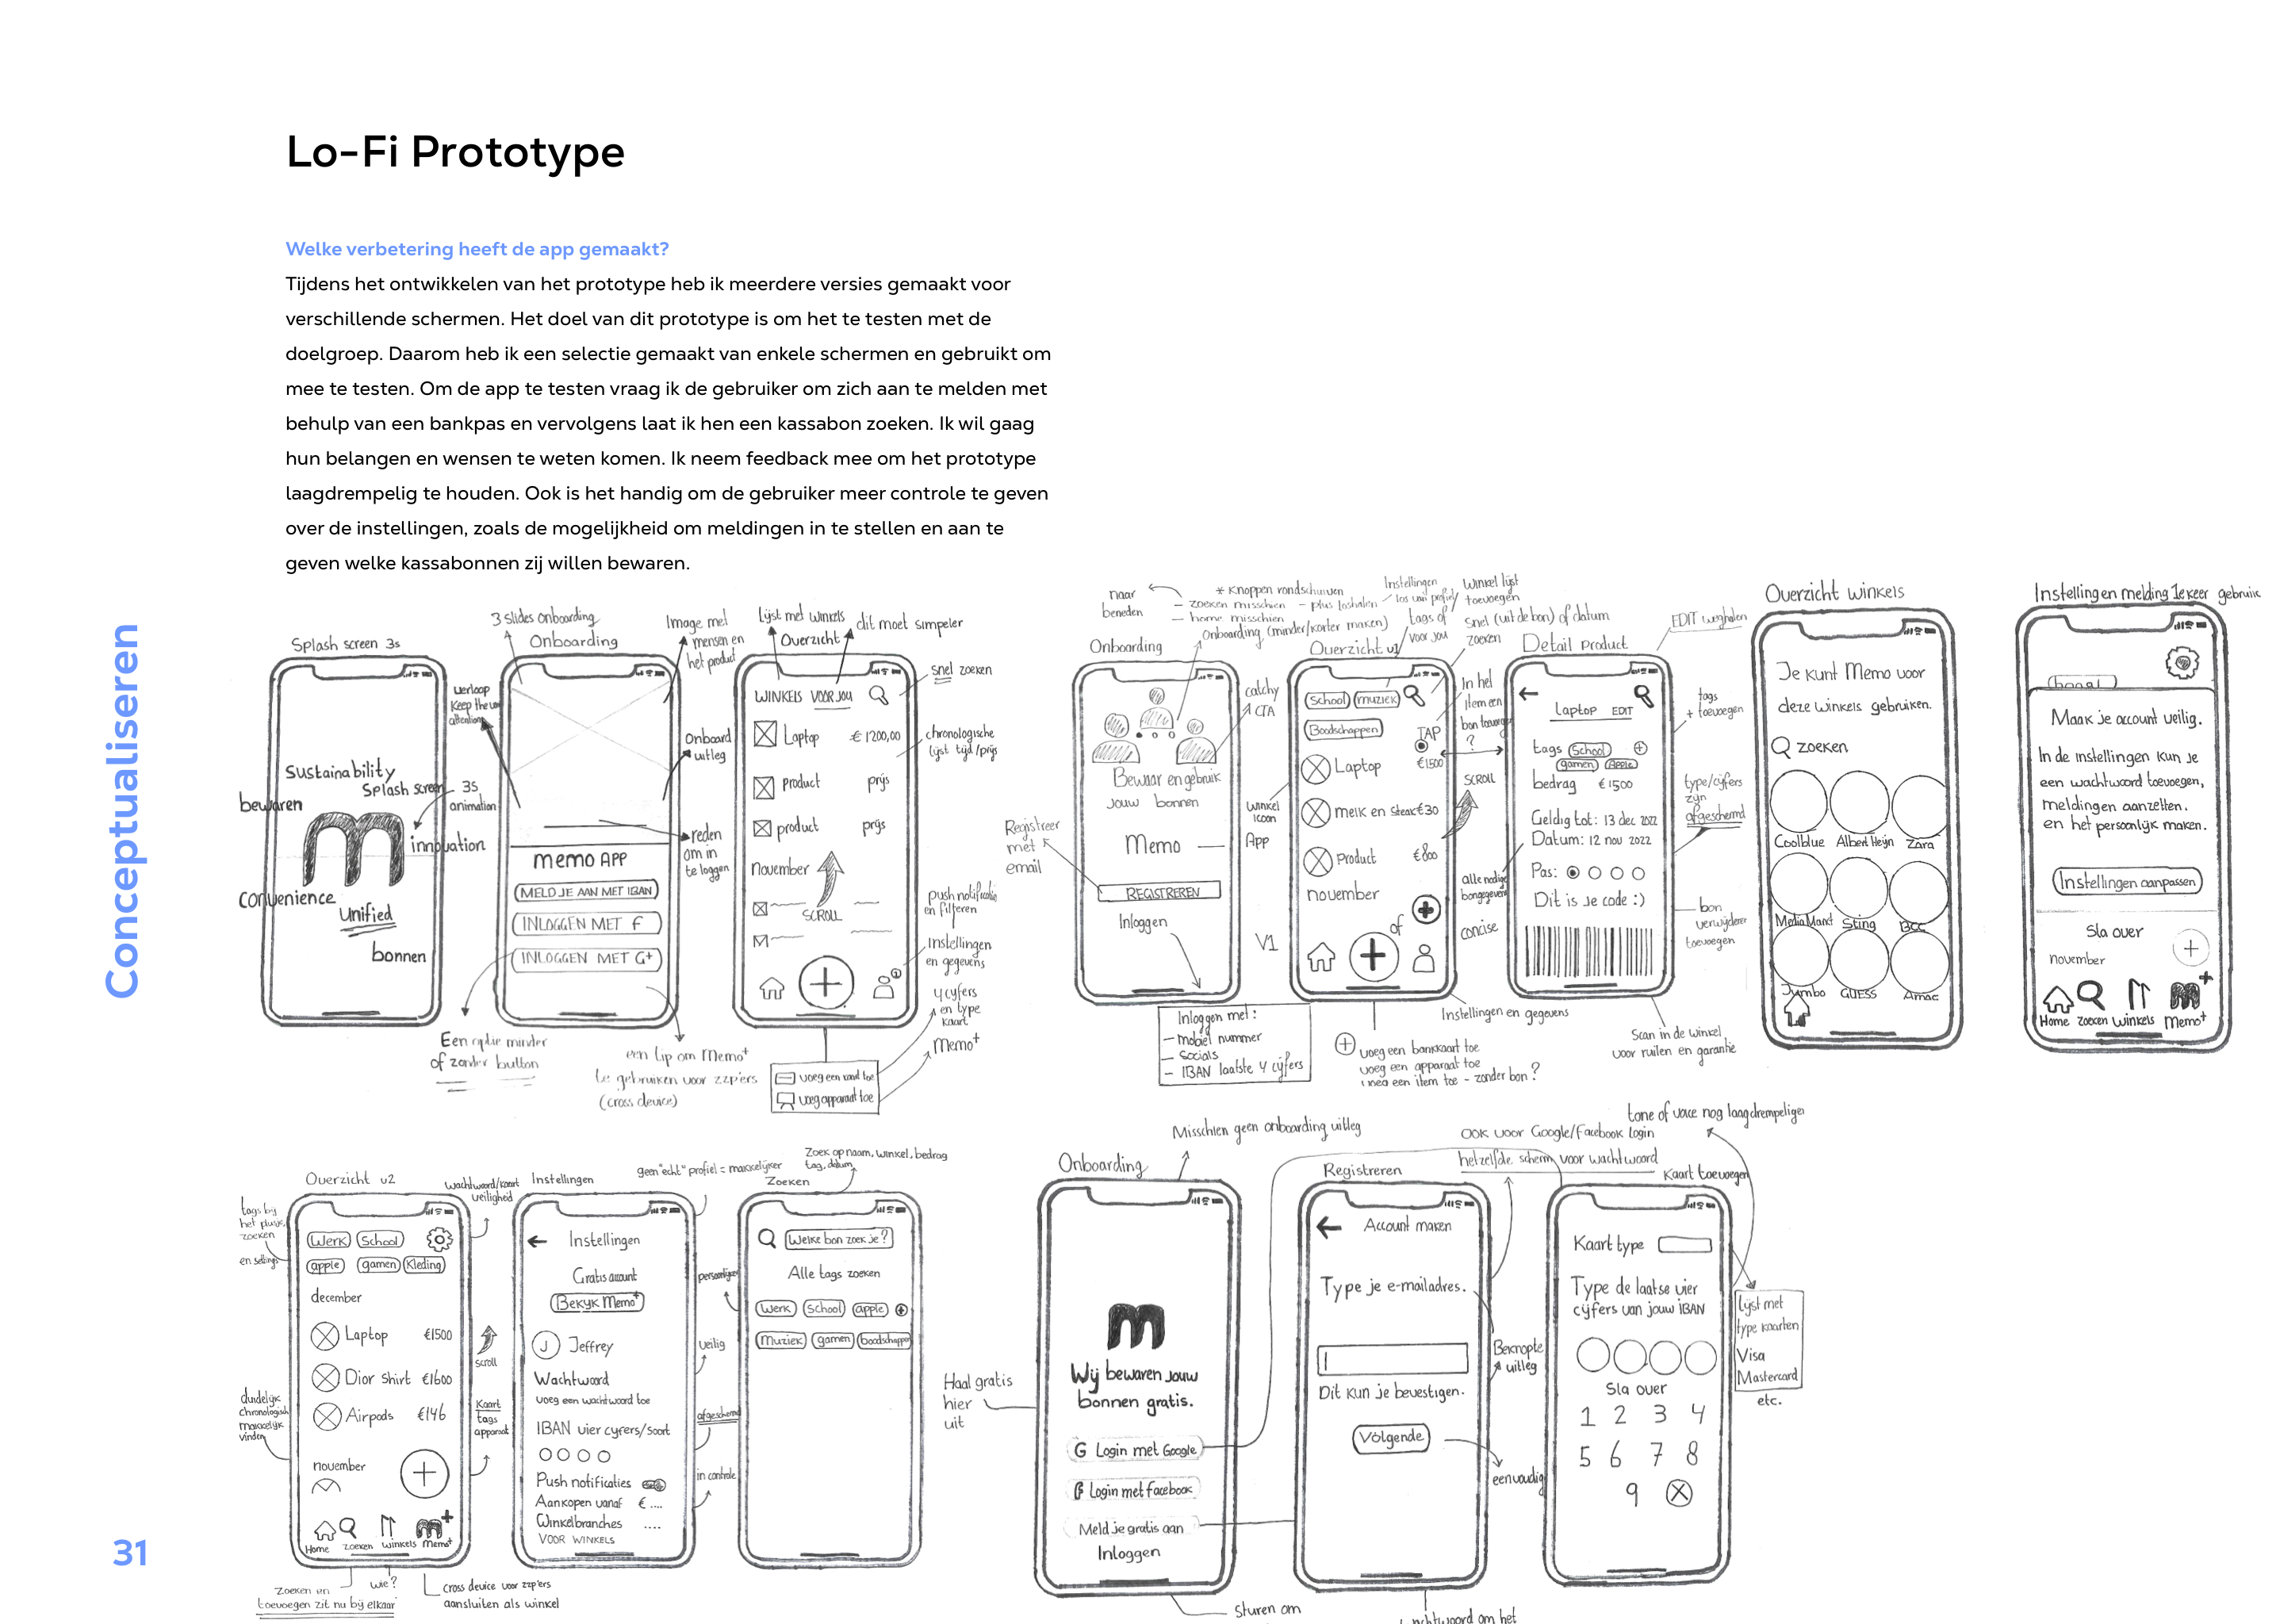 Lo-Fi Prototype
Welke verbetering heeft de app gemaakt?
Tijdens het ontwikkelen van het prototype heb ik meerdere versies gemaakt voor
verschillende schermen. Het doel van dit prototype is om het te testen met de
doelgroep. Daarom heb ik een selectie gemaakt van enkele schermen en gebruikt om
mee te testen. Om de app te testen vraag ik de gebruiker om zich aan te melden met
behulp van een bankpas en vervolgens laat ik hen een kassabon zoeken. Ik wil gaag
hun belangen en wensen te weten komen. Ik neem feedback mee om het prototype
laagdrempelig te houden. Ook is het handig om de gebruiker meer controle te geven
over de instellingen, zoals de mogelijkheid om meldingen in te stellen en aan te
geven welke kassabonnen zij willen bewaren.
Conceptualiseren
31
Splash screen 3s
sustainability
Splash screen
3s
animation
bewaren
m
innovation
convenience
Unified
bonnen
3 slides onboarding
Onboarding
verloop
Keep the
attention
Image met
mensen en
het product
Onboard
uitleg
reden
om in
te loggen
memo APP
MELD JE AAN MET IBAN
INLOGGEN MET f
INLOGGEN MET G+
Een optie minder
of zonder button
een tip om Memo+
te gebruiken voor zzp'ers
(cross device)
lijst met winkels
Overzicht
dit moet simpeler
WINKELS VOOR JOU
snel zoeken
Laptop € 1200,00
chronologische
lijst tijd/prijs
product prijs
product prijs
november
SCROLL
push notificatie
en filteren
instellingen
en gegevens
4 cijfers
en type
kaart
memo+
voeg een kaart toe
voeg apparaat toe
naar
beneden
* Knoppen rondschuiven
- zoeken misschien - plus loshalen
- home misschien
Onboarding (minder/korter maken)
Onboarding
catchy
CTA
Bewaar en gebruik
jouw bonnen
Memo
App
Registreer
met
email
REGISTREREN
Inloggen
V1
Inloggen met:
- mobiel nummer
- Socials
- IBAN laatste 4 cijfers
Instellingen
los van profiel
tags of
voor jou
Overzicht v1
School muziek
Boodschappen
TAP
Laptop €1500
winkel
icoon
melk en steak €30
Product €800
november
of
SCROLL
Instellingen en gegevens
voeg een bankkaart toe
voeg een apparaat toe
voeg een item toe - zonder bon?
Winkel lijst
toevoegen
Snel (uit de bon) of datum
zoeken
In het
item een
bon
?
Detail Product
EDIT weghalen
Laptop EDIT
tags School
gamen Apple
bedrag €1500
Geldig tot: 13 dec 2022
Datum: 12 nov 2022
Pas:
Dit is je code :)
tags
+ toevoegen
type/cijfers
zijn
afgeschermd
alle nodige
bongegevens
concise
bon
verwijderen
toevoegen
Scan in de winkel
voor ruilen en garantie
Overzicht winkels
Je kunt Memo voor
deze winkels gebruiken.
zoeken
Coolblue Albert Heijn Zara
MediaMarkt Sting BCC
Jumbo GUESS Amac
Instellingen melding 1e keer gebruik
Maak je account veilig.
In de instellingen kun je
een wachtwoord toevoegen,
meldingen aanzetten.
en het persoonlijk maken.
Instellingen aanpassen
Sla over
november
Home zoeken winkels Memo+
Overzicht v2
tags bij
het plusje,
zoeken
en settings
wachtwoord/kaart
veiligheid
Werk School
apple gamen Kleding
december
Laptop €1500
Dior Shirt €1600
Airpods €146
november
duidelijk
chronologisch
makkelijk
vinden
scroll
Kaart
tags
apparaat
Home zoeken winkels Memo+
Zoeken en
toevoegen zit nu bij elkaar
wie?
cross device voor zzp'ers
aansluiten als winkel
Instellingen
geen "echt" profiel = makkelijker
Instellingen
Gratis account
Bekijk Memo+
J Jeffrey
Wachtwoord
voeg een wachtwoord toe
IBAN vier cijfers/soort
Push notificaties
Aankopen vanaf € ....
Winkelbranches ....
VOOR WINKELS
persoonlijker
veilig
afgeschermd
in controle
Zoek op naam, winkel, bedrag
tag, datum
Zoeken
Welke bon zoek je?
Alle tags zoeken
Werk School apple
Muziek gamen boodschappen
Misschien geen onboarding uitleg
Onboarding
m
Wij bewaren jouw
bonnen gratis.
Haal gratis
hier
uit
G Login met Google
f Login met facebook
Meld je gratis aan
Inloggen
Sturen om
Registreren
Account maken
Type je e-mailadres.
Dit kun je bevestigen.
Volgende
Beknopte
uitleg
eenvoudig
wachtwoord om het
ook voor Google/Facebook login
hetzelfde scherm voor wachtwoord
tone of voice nog laagdrempeliger
Kaart toevoegen
Kaart type
Type de laatse vier
cijfers van jouw IBAN
Sla over
1 2 3 4
5 6 7 8
9
lijst met
type kaarten
Visa
Mastercard
etc.